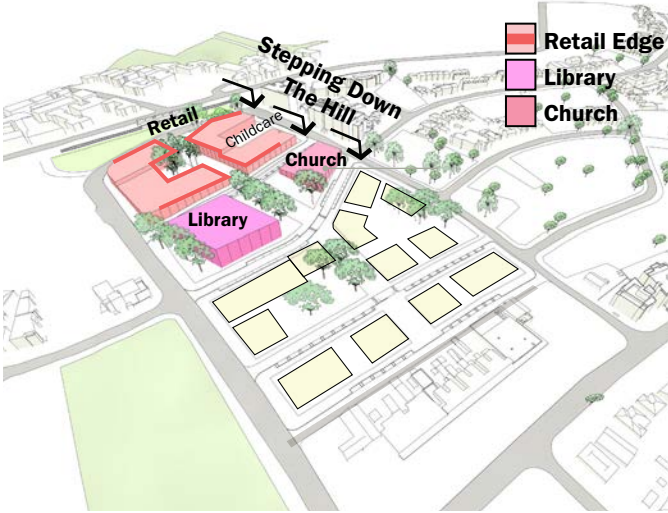 Stepping Down
The Hill
Retail Edge
Library
Church
Retail
Childcare
Church
Library